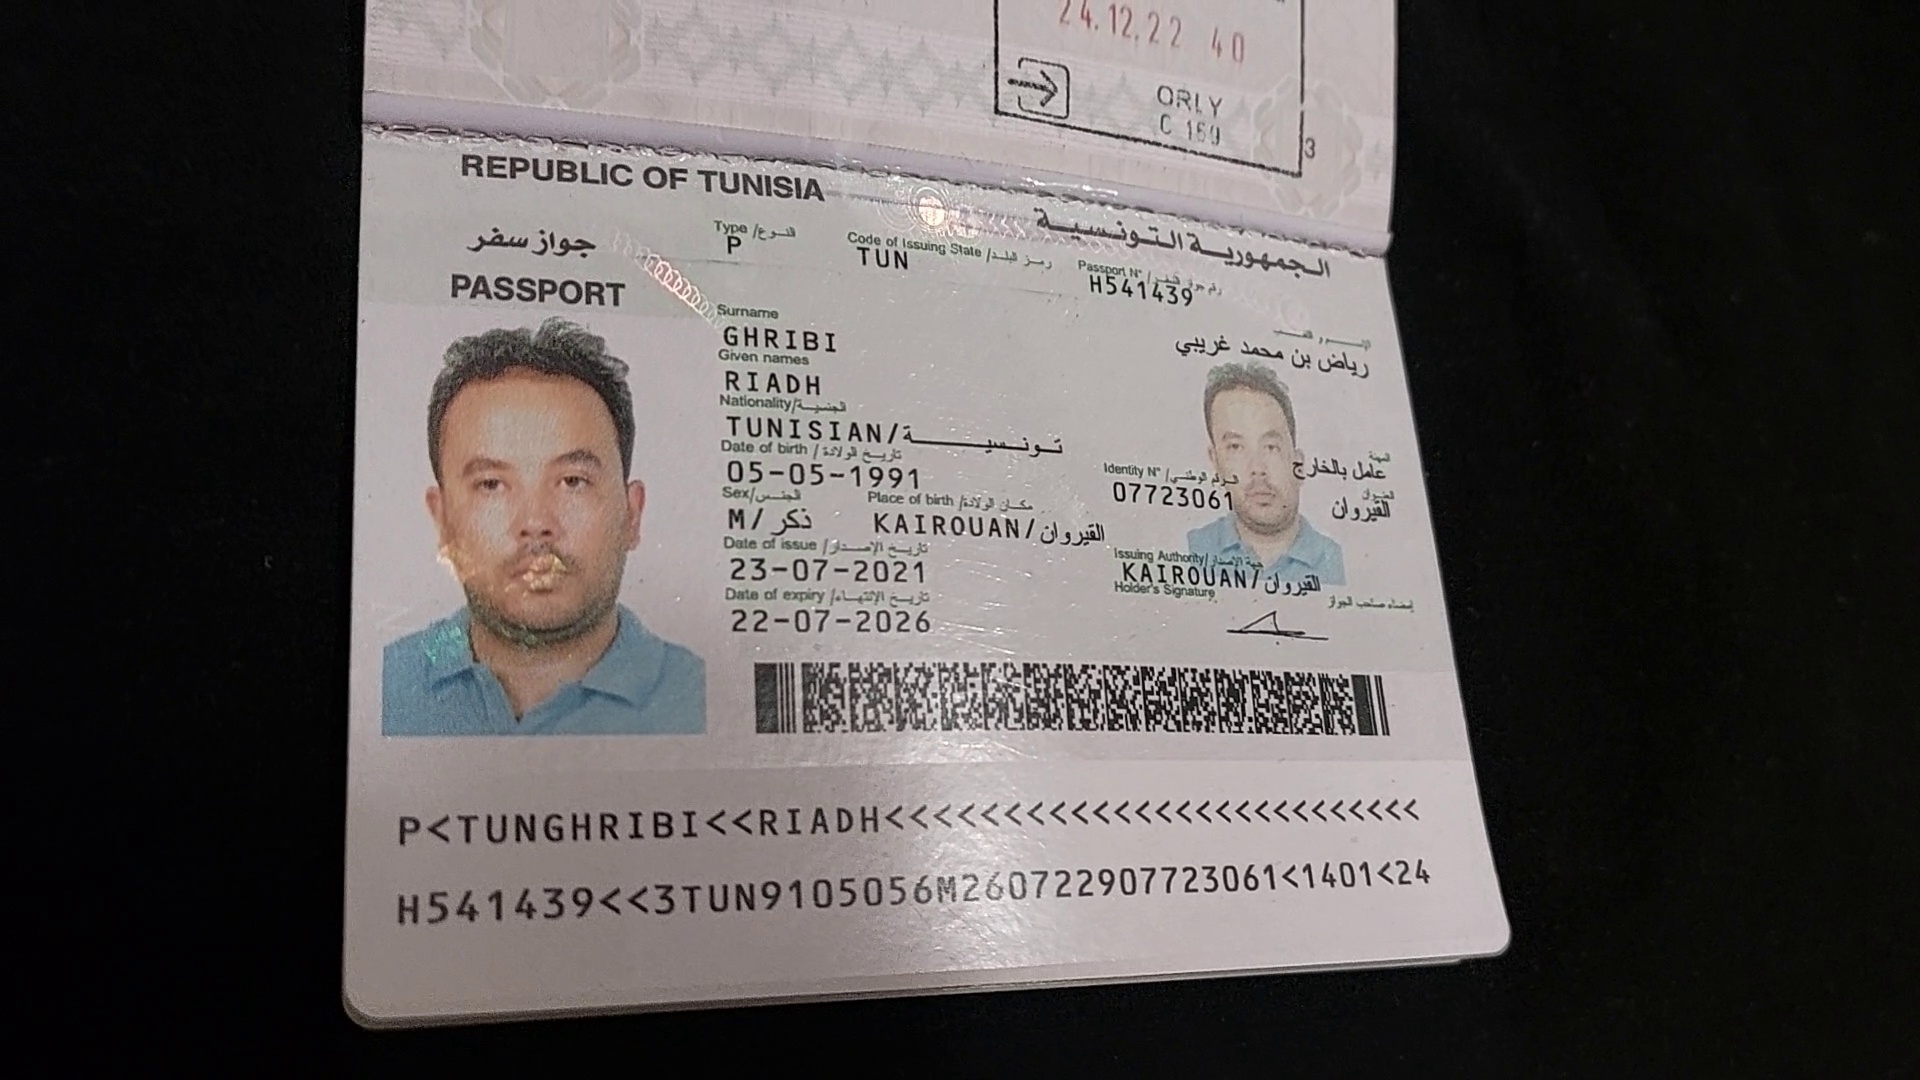 24.12.22 40
ORLY
C 160
3
REPUBLIC OF TUNISIA
الجمهورية التونسية
جواز سفر
PASSPORT
Type / النوع
P
Code of Issuing State / رمز البلد
TUN
Passport N° / رقم جواز السفر
H541439
Surname
GHRIBI
الاسم و اللقب
رياض بن محمد غريبي
Given names
RIADH
Nationality/الجنسية
TUNISIAN/تونسية
Date of birth / تاريخ الولادة
05-05-1991
Identity N° / الرقم الوطني
07723061
المهنة
عامل بالخارج
العنوان
القيروان
Sex/الجنس
M/ذكر
Place of birth /مكان الولادة
KAIROUAN/القيروان
Date of issue / تاريخ الإصدار
23-07-2021
Issuing Authority/جهة الإصدار
KAIROUAN/القيروان
Date of expiry /تاريخ الإنتهاء
22-07-2026
Holder's Signature
إمضاء صاحب الجواز
P<TUNGHRIBI<<RIADH<<<<<<<<<<<<<<<<<<<<<<<<<<
H541439<<3TUN9105056M260722907723061<1401<24